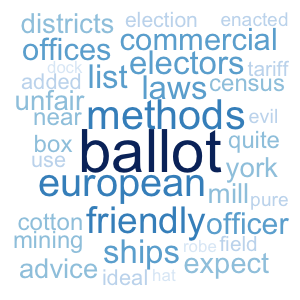 districts election enacted
offices commercial
dock list electors tariff
added laws census
unfair methods evil
near
box ballot quite
use european york
mill pure
cotton friendly officer
mining ships robe field
advice ideal hat expect